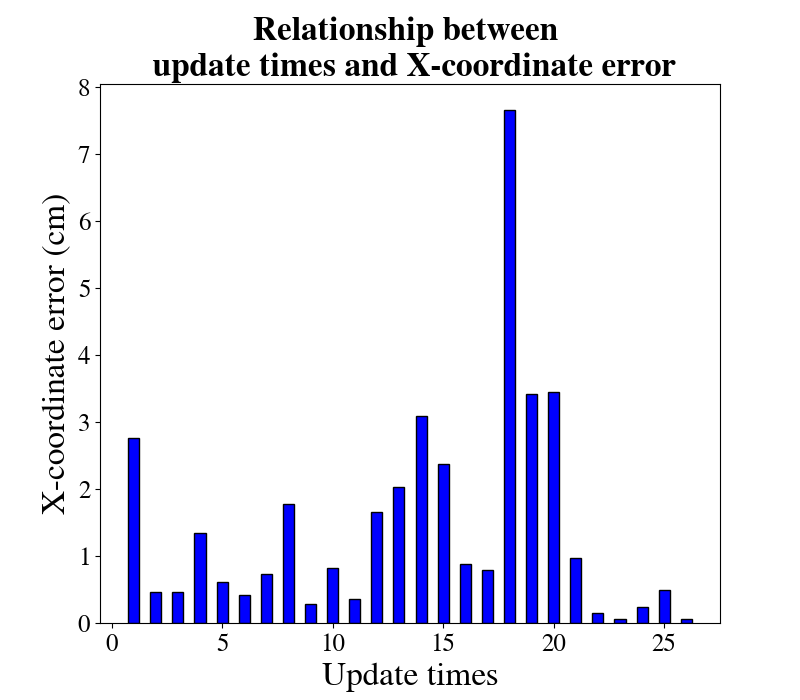 Relationship between
update times and X-coordinate error
8
7
6
5
4
3
2
1
0
X-coordinate error (cm)
0 5 10 15 20 25
Update times